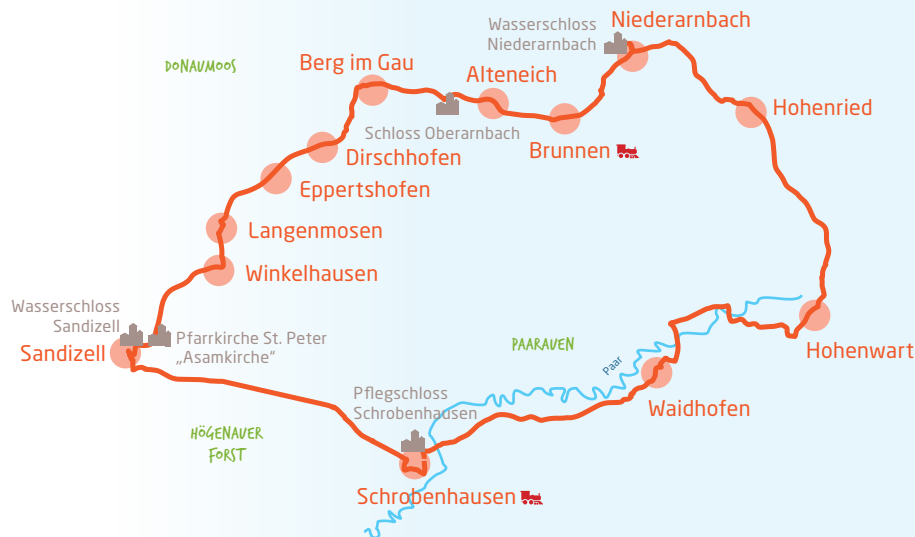 Wasserschloss
Niederarnbach
Niederarnbach
DONAUMOOS
Berg im Gau
Alteneich
Hohenried
Schloss Oberarnbach
Brunnen
Dirschhofen
Eppertshofen
Langenmosen
Winkelhausen
Wasserschloss
Sandizell
Pfarrkirche St. Peter
„Asamkirche“
Sandizell
PAARAUEN
Paar
Hohenwart
Pflegschloss
Schrobenhausen
Waidhofen
HÖGENAUER
FORST
Schrobenhausen